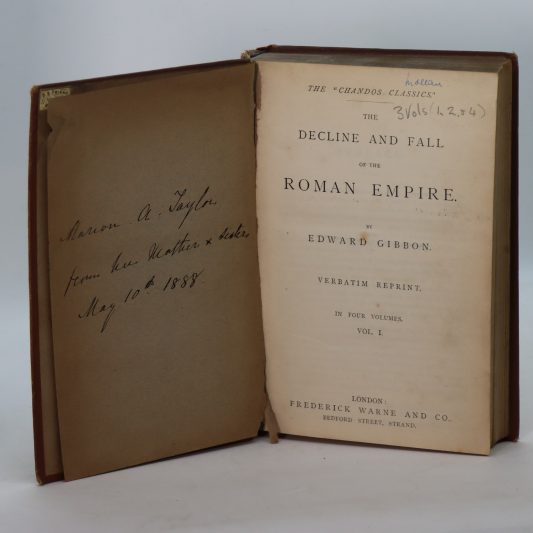 Marion A. Taylor
from her Mother & Sisters
May 10th 1888.
THE "CHANDOS CLASSICS."
3 Vols (1, 2, & 4)
THE
DECLINE AND FALL
OF THE
ROMAN EMPIRE.
BY
EDWARD GIBBON.
VERBATIM REPRINT.
IN FOUR VOLUMES.
VOL. I.
LONDON:
FREDERICK WARNE AND CO.
BEDFORD STREET, STRAND.